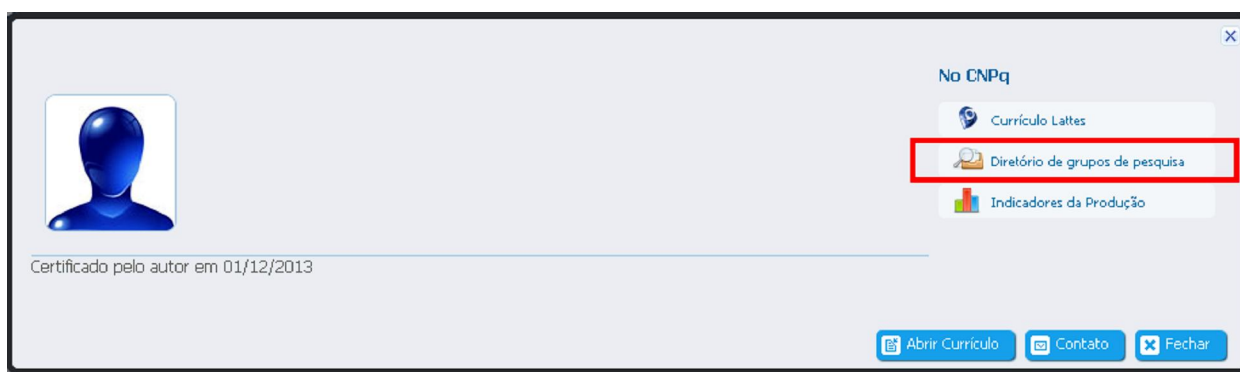 No CNPq
Currículo Lattes
Diretório de grupos de pesquisa
Indicadores da Produção
Certificado pelo autor em 01/12/2013
Abrir Currículo
Contato
Fechar